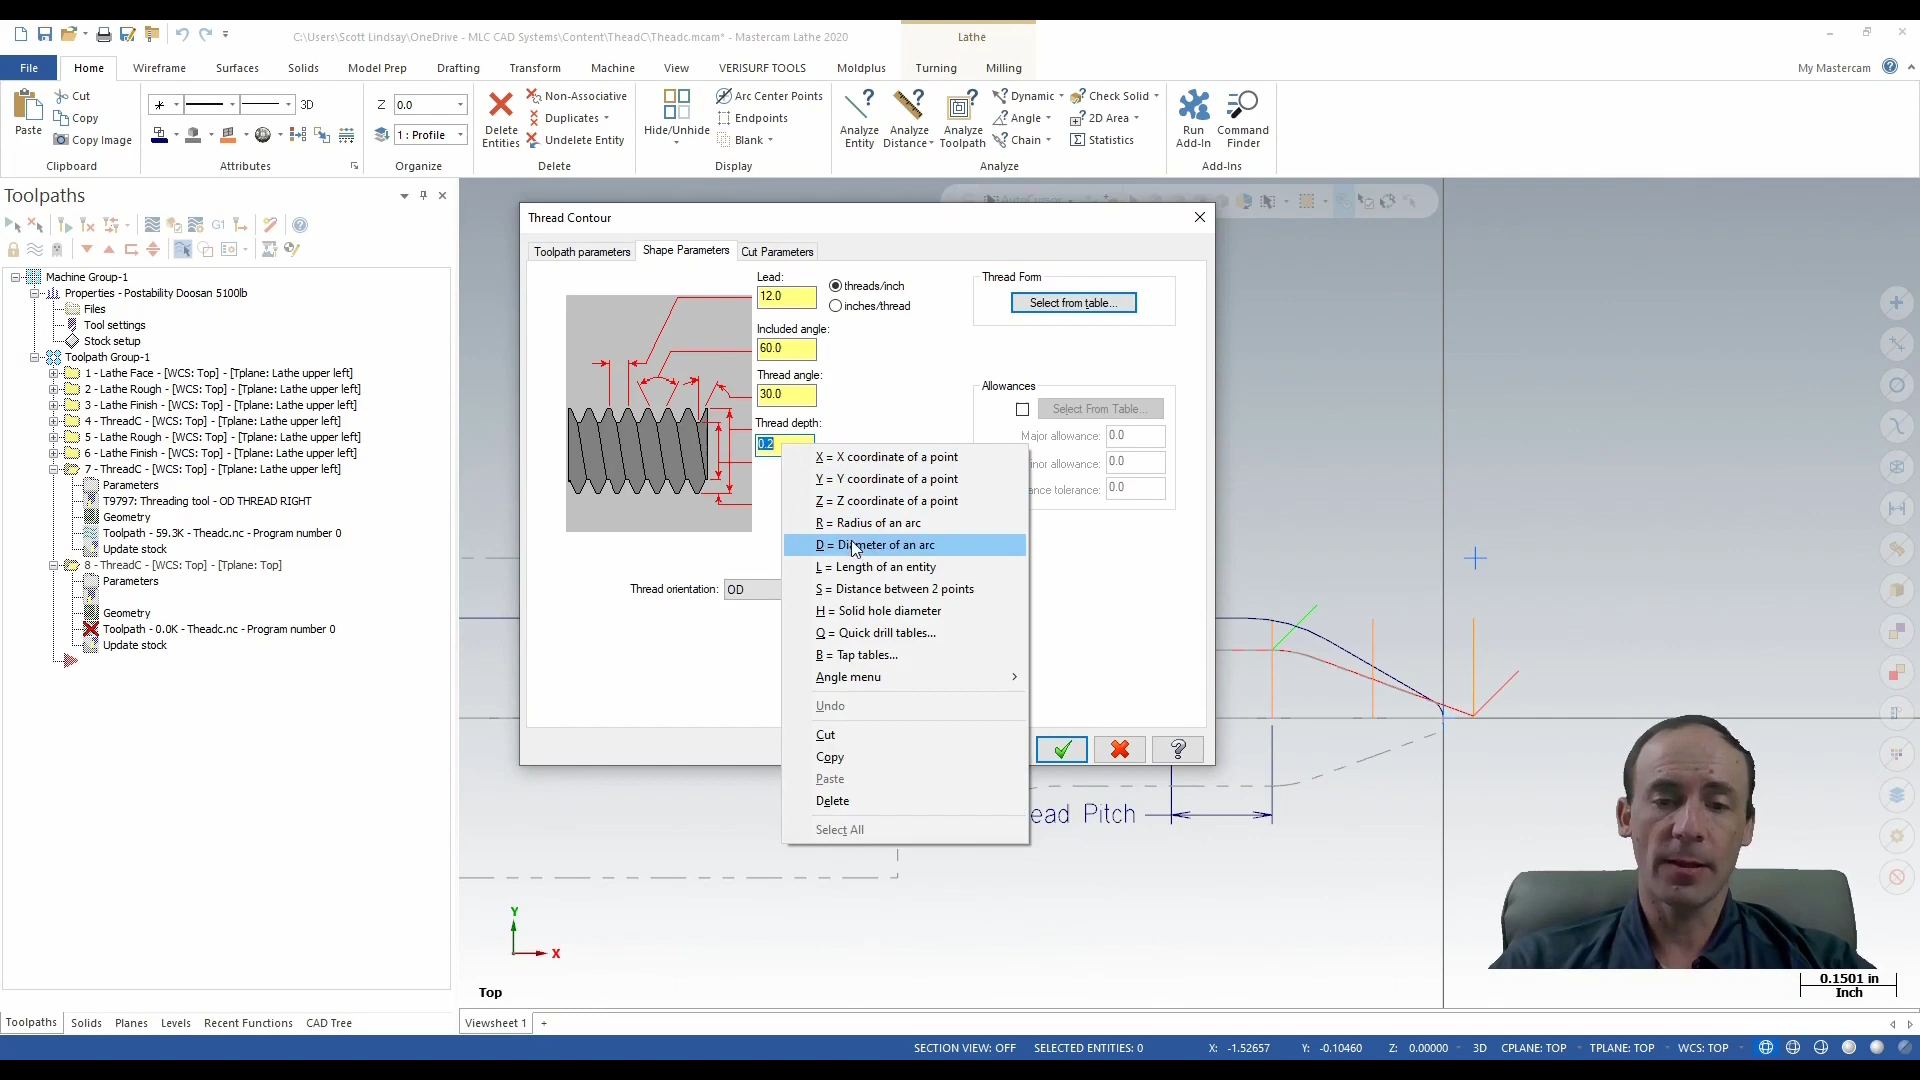 C:\Users\Scott Lindsay\OneDrive - MLC CAD Systems\Content\TheadC\Theadc.mcam* - Mastercam Lathe 2020
Lathe
File
Home
Wireframe
Surfaces
Solids
Model Prep
Drafting
Transform
Machine
View
VERISURF TOOLS
Moldplus
Turning
Milling
My Mastercam
Paste
Cut
Copy
Copy Image
Clipboard
3D
Attributes
Z 0.0
1 : Profile
Organize
Delete Entities
Non-Associative
Duplicates
Undelete Entity
Delete
Hide/Unhide
Arc Center Points
Endpoints
Blank
Display
Analyze Entity
Analyze Distance
Analyze Toolpath
Dynamic
Angle
Chain
Check Solid
2D Area
Statistics
Analyze
Run Add-In
Command Finder
Add-Ins
Toolpaths
G1
Machine Group-1
Properties - Postability Doosan 5100lb
Files
Tool settings
Stock setup
Toolpath Group-1
1 - Lathe Face - [WCS: Top] - [Tplane: Lathe upper left]
2 - Lathe Rough - [WCS: Top] - [Tplane: Lathe upper left]
3 - Lathe Finish - [WCS: Top] - [Tplane: Lathe upper left]
4 - ThreadC - [WCS: Top] - [Tplane: Lathe upper left]
5 - Lathe Rough - [WCS: Top] - [Tplane: Lathe upper left]
6 - Lathe Finish - [WCS: Top] - [Tplane: Lathe upper left]
7 - ThreadC - [WCS: Top] - [Tplane: Lathe upper left]
Parameters
T9797: Threading tool - OD THREAD RIGHT
Geometry
Toolpath - 59.3K - Theadc.nc - Program number 0
Update stock
8 - ThreadC - [WCS: Top] - [Tplane: Top]
Parameters
Geometry
Toolpath - 0.0K - Theadc.nc - Program number 0
Update stock
Thread Contour
Toolpath parameters
Shape Parameters
Cut Parameters
Lead:
12.0
threads/inch
inches/thread
Included angle:
60.0
Thread angle:
30.0
Thread depth:
0.2
Thread Form
Select from table...
Allowances
Select From Table...
Major allowance: 0.0
inor allowance: 0.0
ance tolerance: 0.0
Thread orientation: OD
X = X coordinate of a point
Y = Y coordinate of a point
Z = Z coordinate of a point
R = Radius of an arc
D = Diameter of an arc
L = Length of an entity
S = Distance between 2 points
H = Solid hole diameter
Q = Quick drill tables...
B = Tap tables...
Angle menu
Undo
Cut
Copy
Paste
Delete
Select All
ead Pitch
Y
X
Top
0.1501 in
Inch
Toolpaths
Solids
Planes
Levels
Recent Functions
CAD Tree
Viewsheet 1
+
SECTION VIEW: OFF
SELECTED ENTITIES: 0
X: -1.52657
Y: -0.10460
Z: 0.00000
3D
CPLANE: TOP
TPLANE: TOP
WCS: TOP